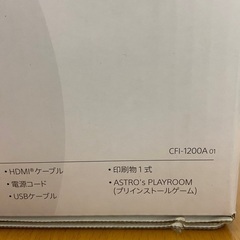 CFI-1200A 01
・HDMI®ケーブル
・電源コード
・USBケーブル
・印刷物1式
・ASTRO's PLAYROOM
(プリインストールゲーム)